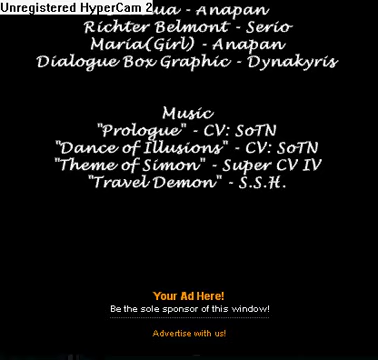 Unregistered HyperCam 2
ua - Anapan
Richter Belmont - Serio
Maria(Girl) - Anapan
Dialogue Box Graphic - Dynakyris
Music
"Prologue" - CV: SoTN
"Dance of Illusions" - CV: SoTN
"Theme of Simon" - Super CV IV
"Travel Demon" - S.S.H.
Your Ad Here!
Be the sole sponsor of this window!
Advertise with us!